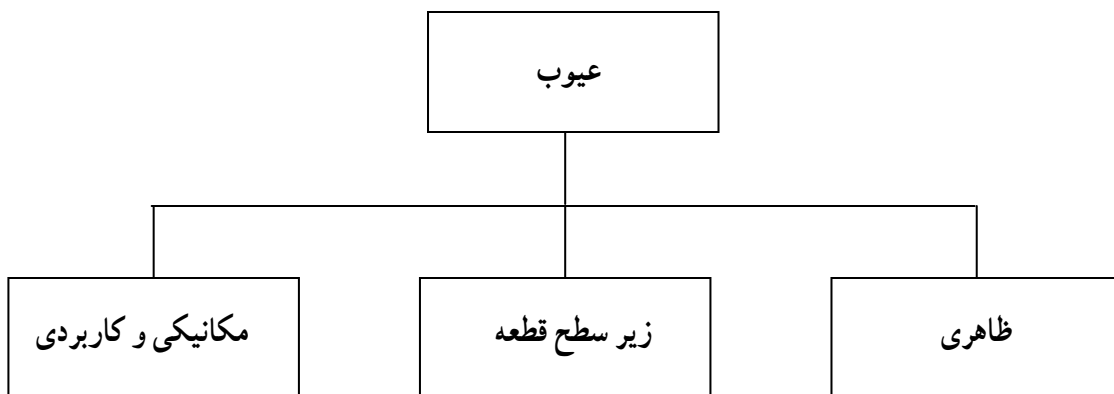 عیوب
ظاهری
زیر سطح قطعه
مکانیکی و کاربردی